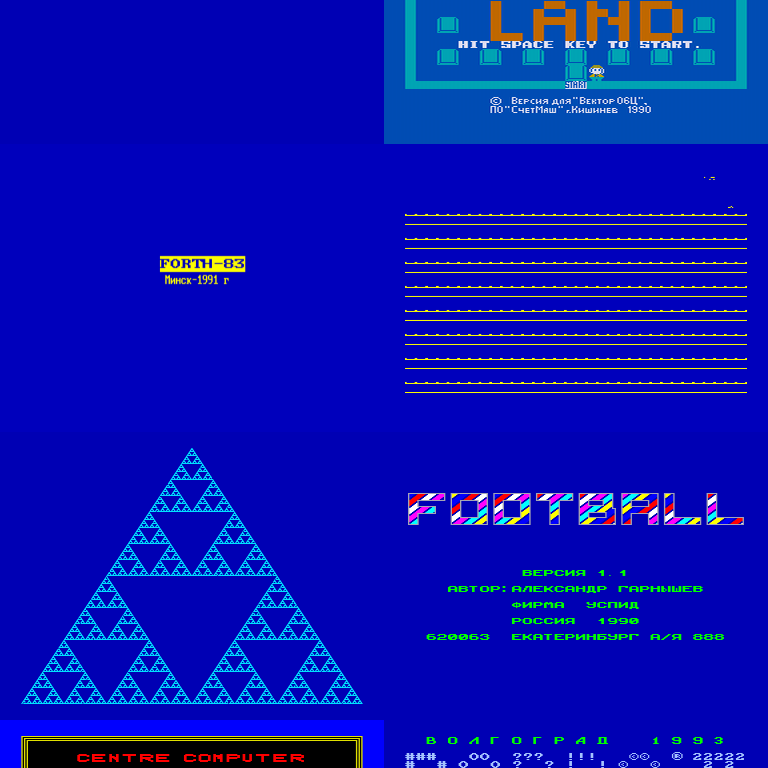 LAND
HIT SPACE KEY TO START.
START
© Версия для "Вектор 06Ц".
ПО "СчетМаш" г.Кишинев 1990
FORTH-83
Минск-1991 г
FOOTBALL
ВЕРСИЯ 1.1
АВТОР: АЛЕКСАНДР ГАРНЫШЕВ
ФИРМА УСПИД
РОССИЯ 1990
620063 ЕКАТЕРИНБУРГ А/Я 888
CENTRE COMPUTER
ВОЛГОГРАД 1993